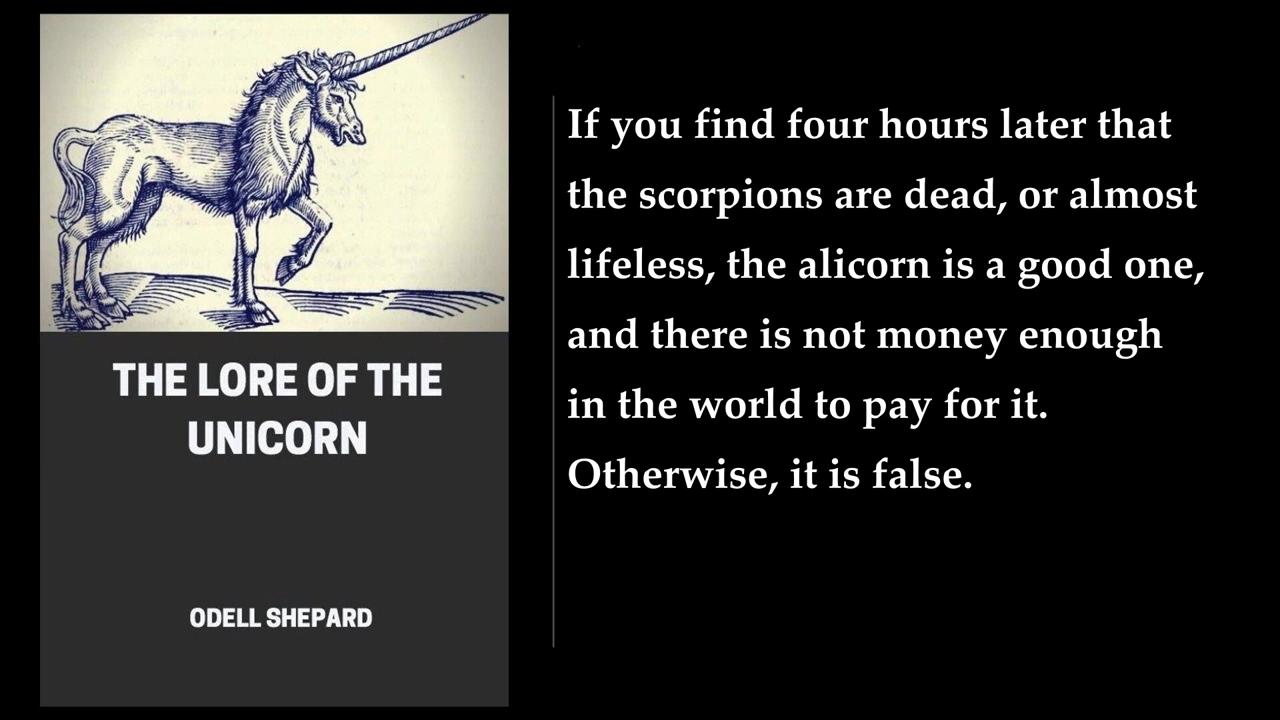 THE LORE OF THE
UNICORN
ODELL SHEPARD
If you find four hours later that
the scorpions are dead, or almost
lifeless, the alicorn is a good one,
and there is not money enough
in the world to pay for it.
Otherwise, it is false.